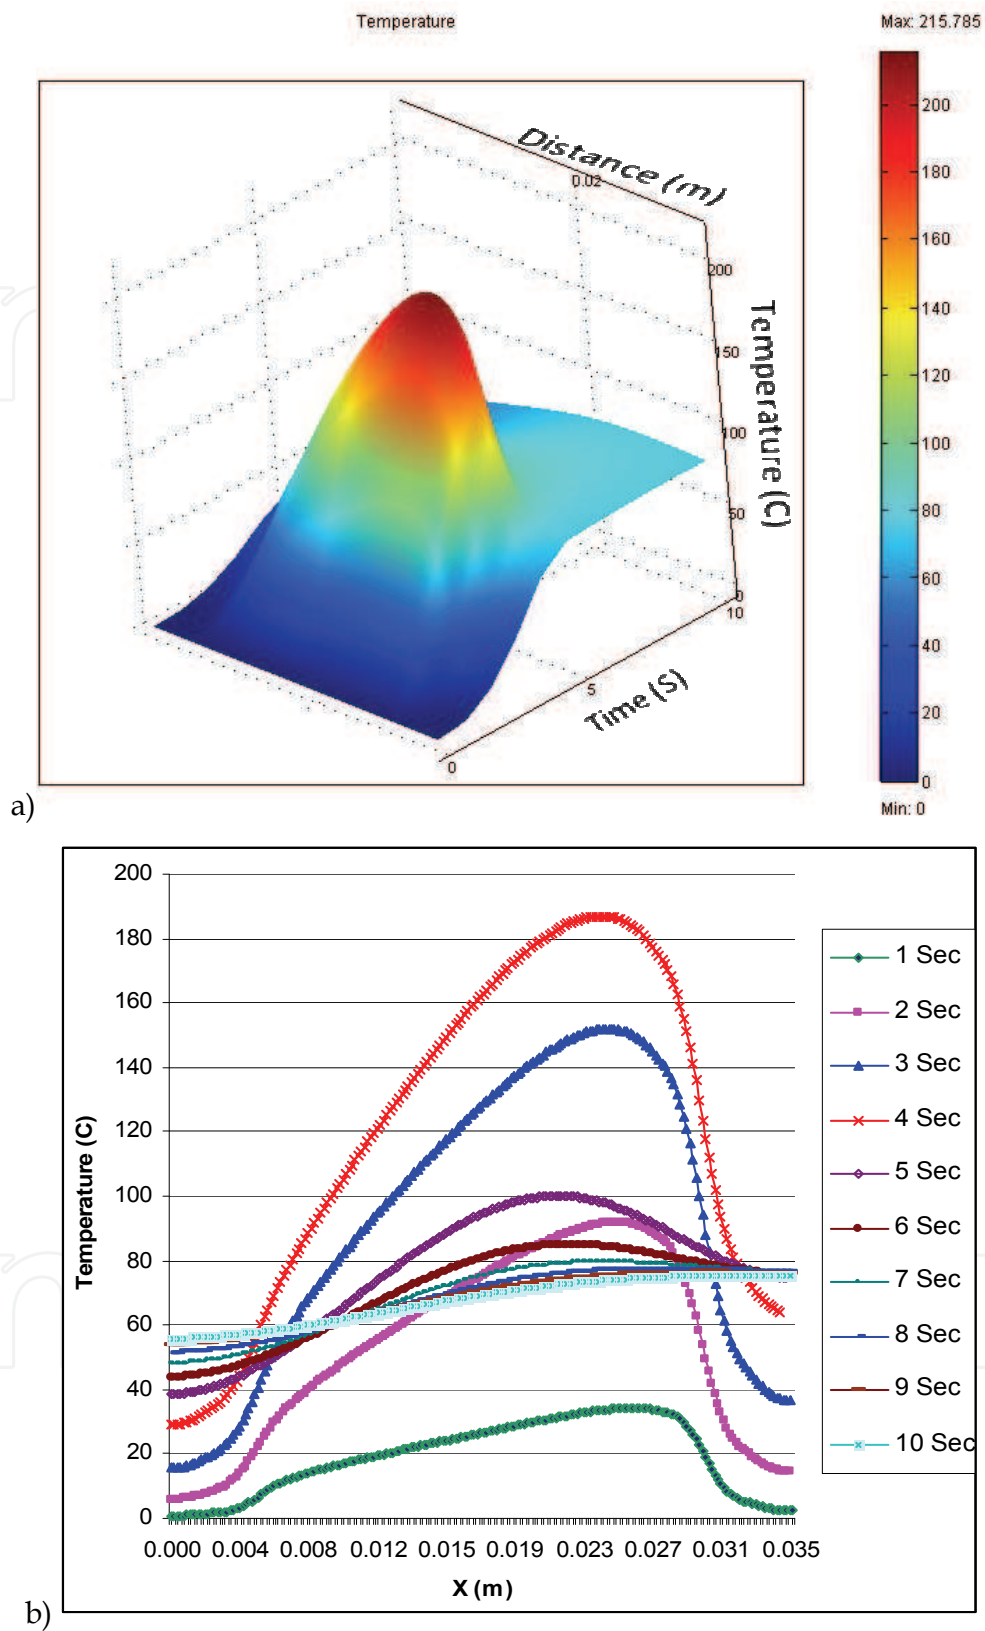 Temperature
Max: 215.785
Distance (m)
0.02
200
150
100
50
0
Temperature (C)
10
5
0
Time (S)
200
180
160
140
120
100
80
60
40
20
0
Min: 0
a)
200
180
160
140
120
100
80
60
40
20
0
Temperature (C)
0.000 0.004 0.008 0.012 0.015 0.019 0.023 0.027 0.031 0.035
X (m)
1 Sec
2 Sec
3 Sec
4 Sec
5 Sec
6 Sec
7 Sec
8 Sec
9 Sec
10 Sec
b)